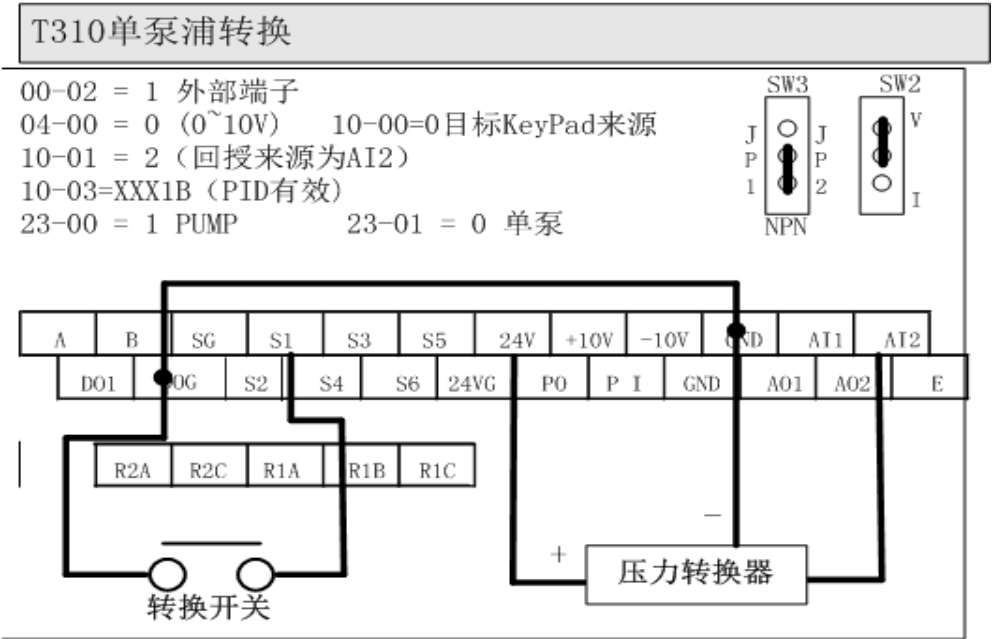 T310单泵浦转换
00-02 = 1 外部端子
04-00 = 0 (0~10V) 10-00=0目标KeyPad来源
10-01 = 2（回授来源为AI2）
10-03=XXX1B（PID有效）
23-00 = 1 PUMP 23-01 = 0 单泵
SW3 SW2
J J V
P P
1 2 I
NPN
A B SG S1 S3 S5 24V +10V -10V GND AI1 AI2
DO1 DOG S2 S4 S6 24VG PO P I GND AO1 AO2 E
R2A R2C R1A R1B R1C
+ －
压力转换器
转换开关